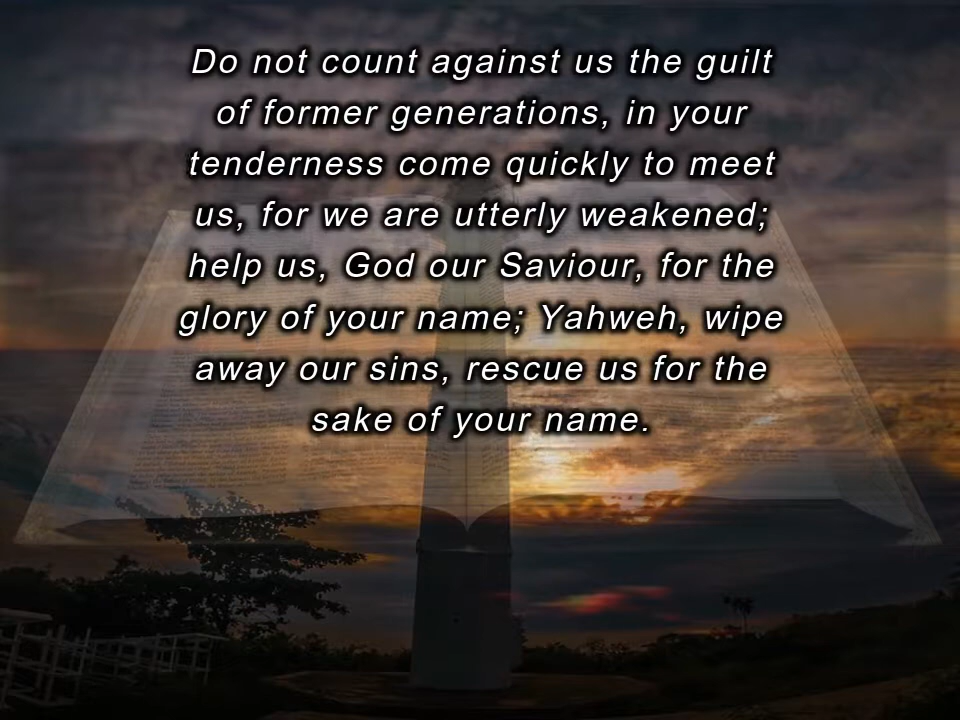 Do not count against us the guilt
of former generations, in your
tenderness come quickly to meet
us, for we are utterly weakened;
help us, God our Saviour, for the
glory of your name; Yahweh, wipe
away our sins, rescue us for the
sake of your name.